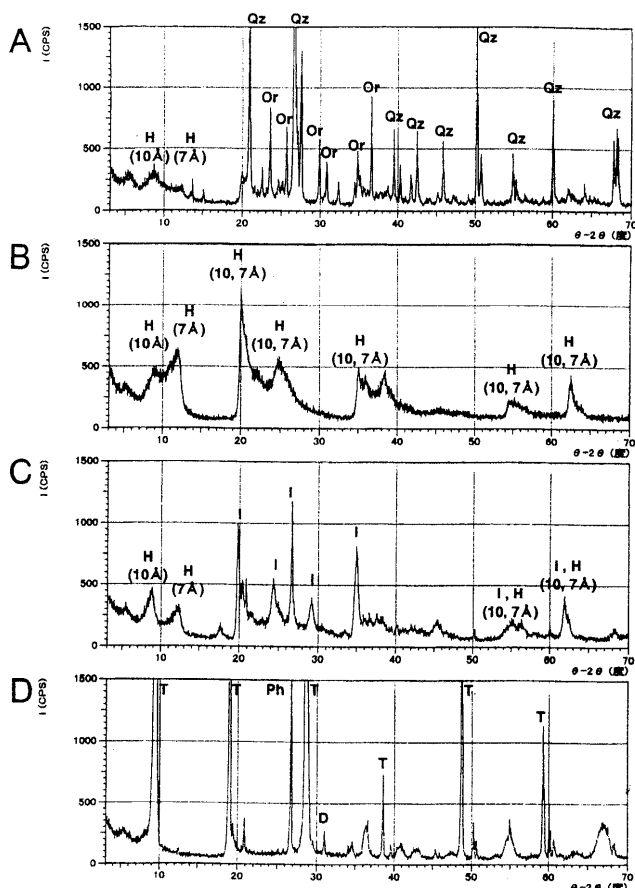 A
I (CPS)
1500
1000
500
0
Qz
Qz
Qz
Or
Or
Or
Or
Or
Or
Qz
Qz
Qz
Qz
Qz
Qz
H
(10Å)
H
(7Å)
10 20 30 40 50 60 70
θ-2θ (度)
B
I (CPS)
1500
1000
500
0
H
(10Å)
H
(7Å)
H
(10, 7Å)
H
(10, 7Å)
H
(10, 7Å)
H
(10, 7Å)
H
(10, 7Å)
10 20 30 40 50 60 70
θ-2θ (度)
C
I (CPS)
1500
1000
500
0
H
(10Å)
H
(7Å)
I
I
I
I
I
I, H
(10, 7Å)
I, H
(10, 7Å)
10 20 30 40 50 60 70
θ-2θ (度)
D
I (CPS)
1500
1000
500
0
T
T
Ph
T
D
T
T
T
10 20 30 40 50 60 70
θ-2θ (度)